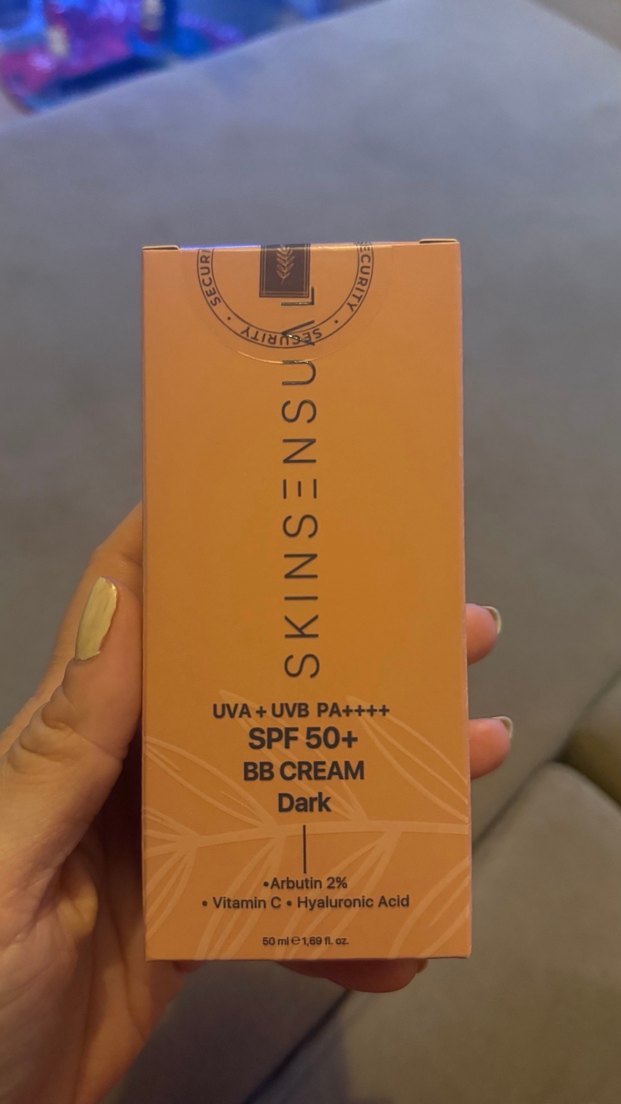 SECURITY • SECURITY • SECURITY
SKINSENSUAL
UVA + UVB PA++++
SPF 50+
BB CREAM
Dark
•Arbutin 2%
• Vitamin C • Hyaluronic Acid
50 ml ℮ 1,69 fl. oz.